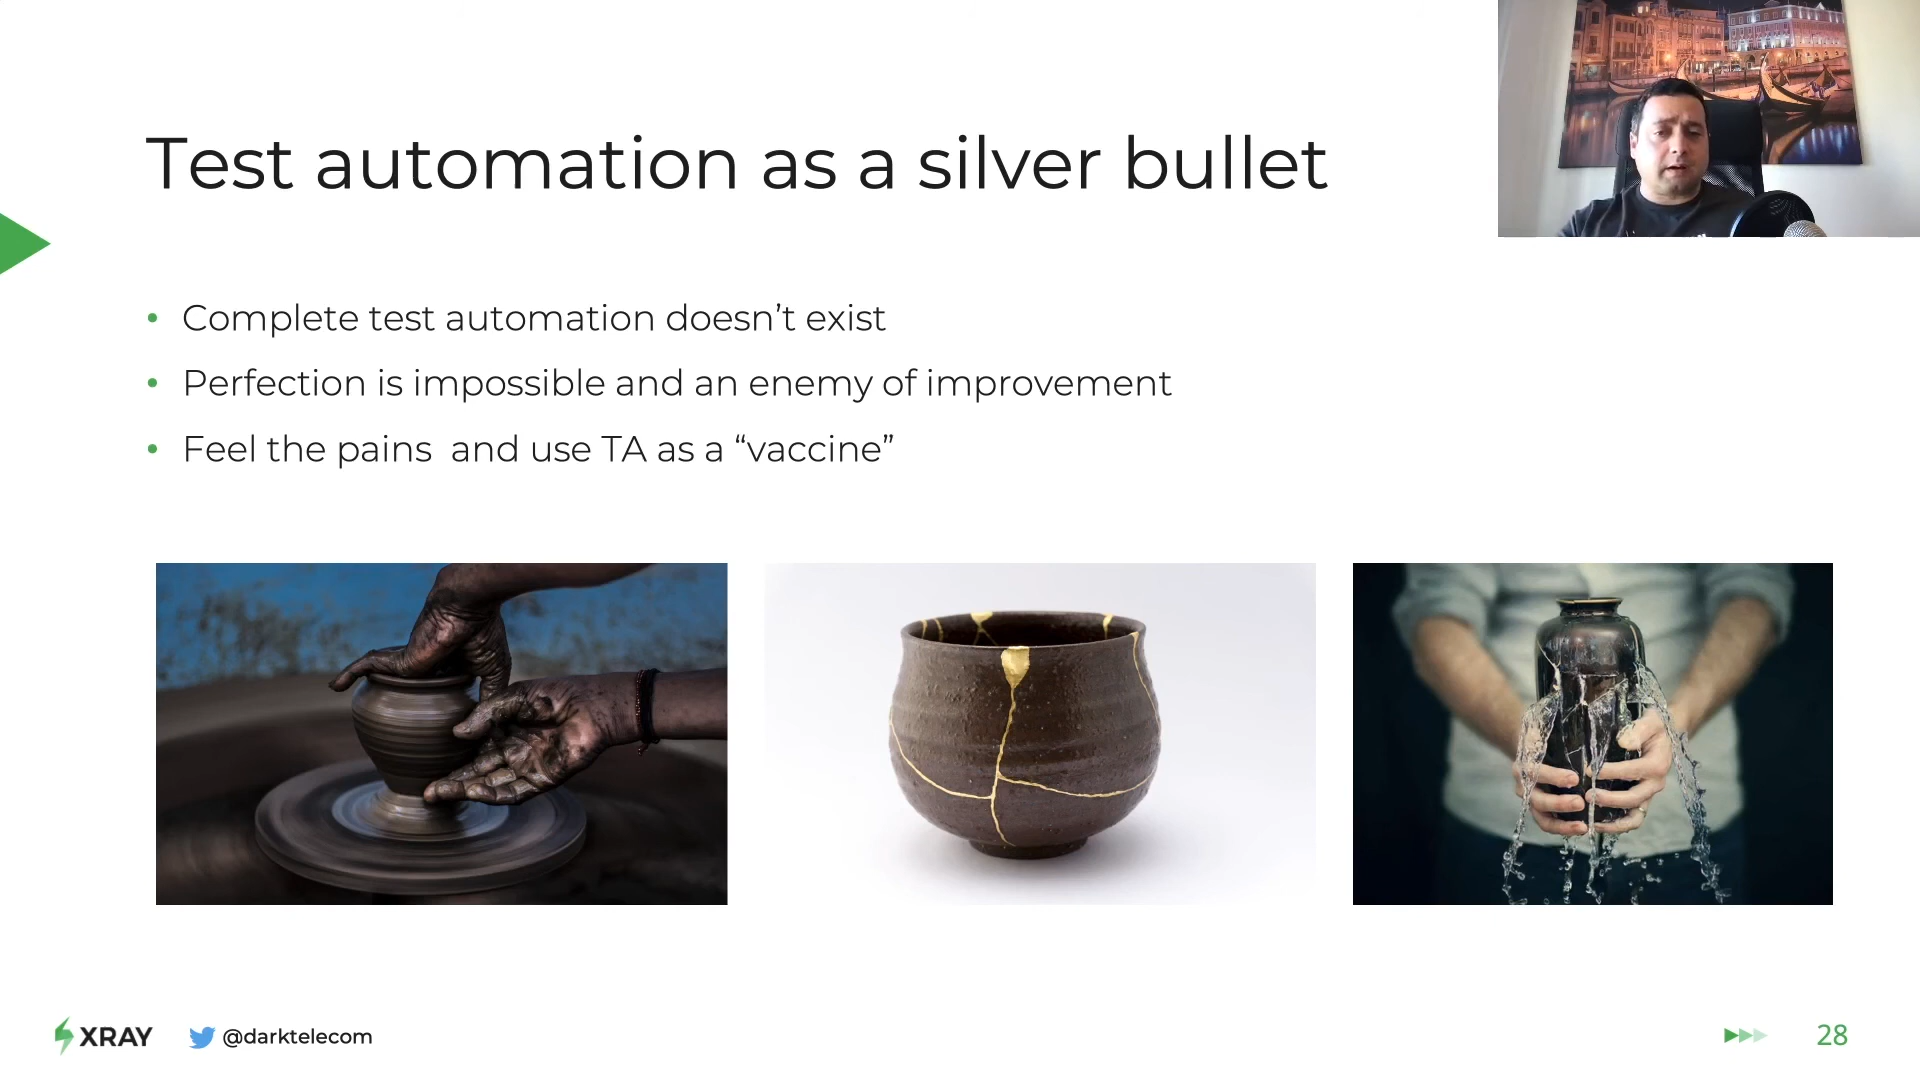 Test automation as a silver bullet
• Complete test automation doesn’t exist
• Perfection is impossible and an enemy of improvement
• Feel the pains  and use TA as a “vaccine”
XRAY @darktelecom 28